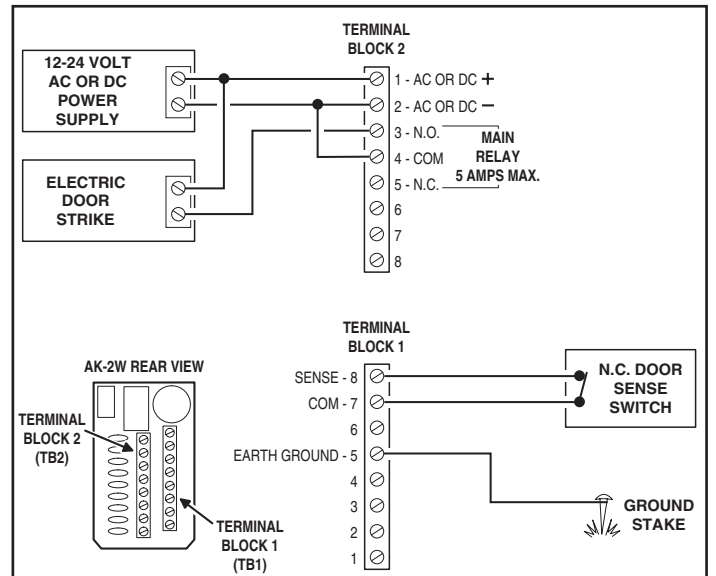 TERMINAL
BLOCK 2
12-24 VOLT
AC OR DC
POWER
SUPPLY
1 - AC OR DC +
2 - AC OR DC –
3 - N.O.
4 - COM
5 - N.C.
6
7
8
MAIN
RELAY
5 AMPS MAX.
ELECTRIC
DOOR
STRIKE
TERMINAL
BLOCK 1
SENSE - 8
COM - 7
6
EARTH GROUND - 5
4
3
2
1
N.C. DOOR
SENSE
SWITCH
GROUND
STAKE
AK-2W REAR VIEW
TERMINAL
BLOCK 2
(TB2)
TERMINAL
BLOCK 1
(TB1)